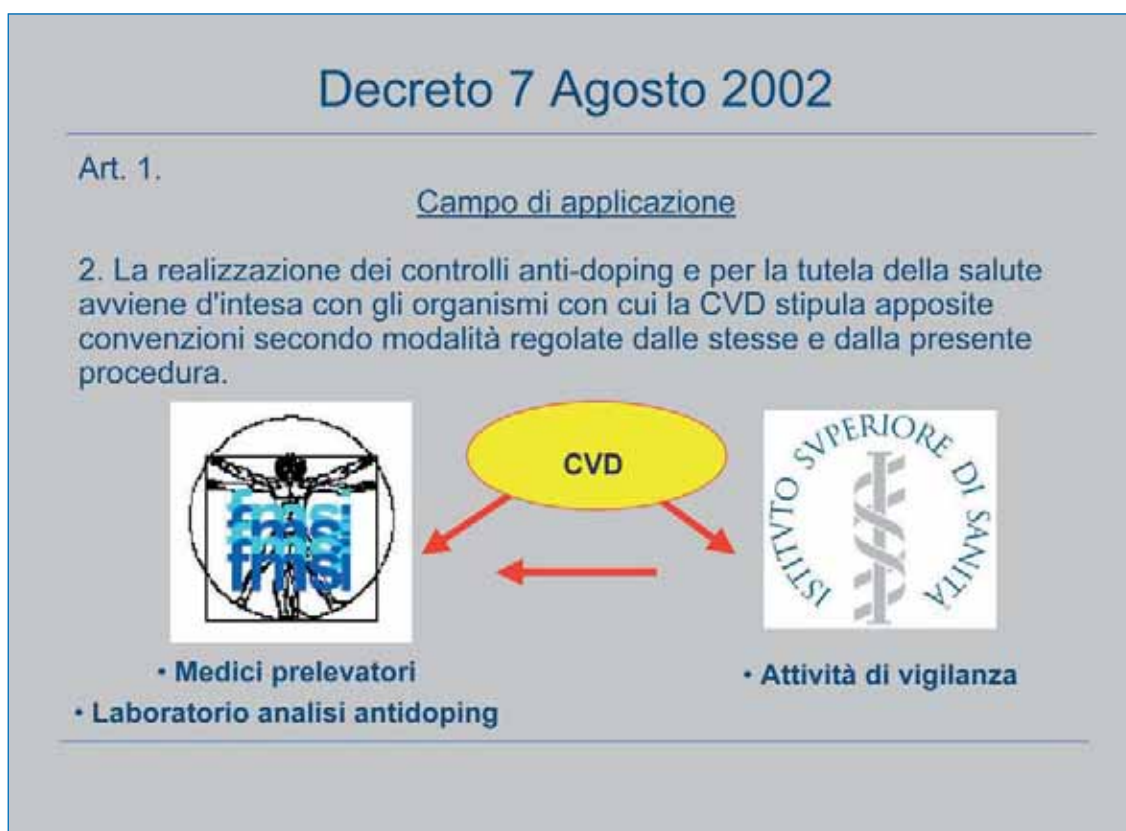 Decreto 7 Agosto 2002
Art. 1.
Campo di applicazione
2. La realizzazione dei controlli anti-doping e per la tutela della salute
avviene d'intesa con gli organismi con cui la CVD stipula apposite
convenzioni secondo modalità regolate dalle stesse e dalla presente
procedura.
fmsi
fmsi
fmsi
CVD
ISTITVTO SVPERIORE DI SANITÀ
• Medici prelevatori
• Laboratorio analisi antidoping
• Attività di vigilanza